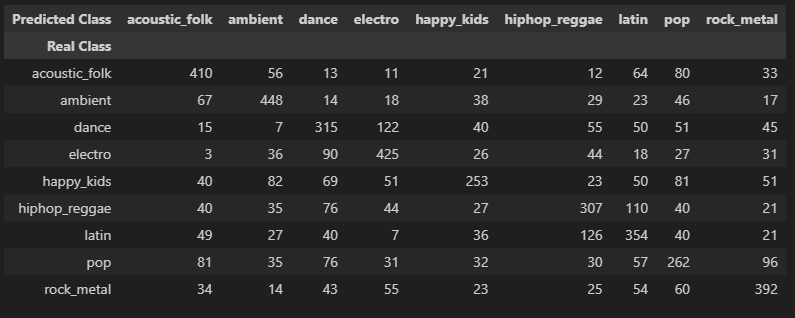 Predicted Class acoustic_folk ambient dance electro happy_kids hiphop_reggae latin pop rock_metal
Real Class
acoustic_folk 410 56 13 11 21 12 64 80 33
ambient 67 448 14 18 38 29 23 46 17
dance 15 7 315 122 40 55 50 51 45
electro 3 36 90 425 26 44 18 27 31
happy_kids 40 82 69 51 253 23 50 81 51
hiphop_reggae 40 35 76 44 27 307 110 40 21
latin 49 27 40 7 36 126 354 40 21
pop 81 35 76 31 32 30 57 262 96
rock_metal 34 14 43 55 23 25 54 60 392